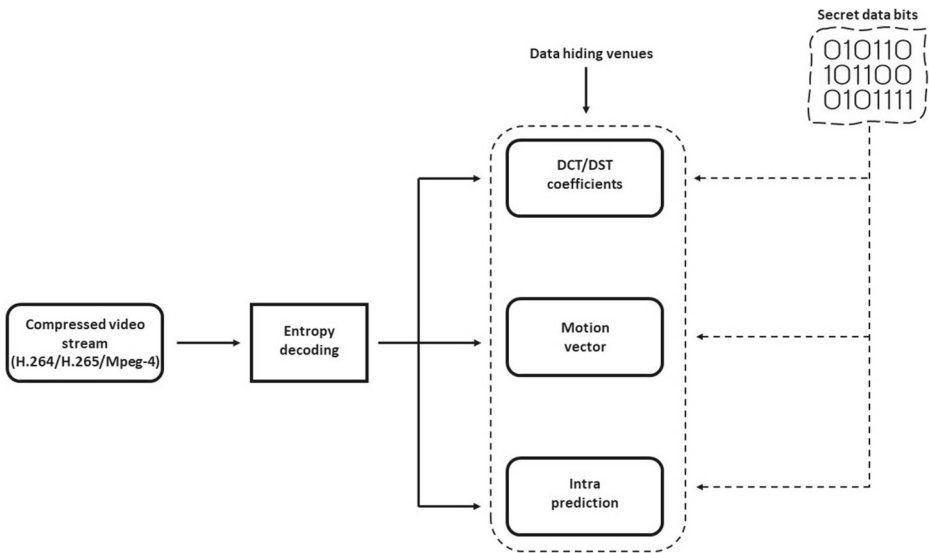 Secret data bits
010110
101100
0101111
Data hiding venues
DCT/DST
coefficients
Compressed video
stream
(H.264/H.265/Mpeg-4)
Entropy
decoding
Motion
vector
Intra
prediction